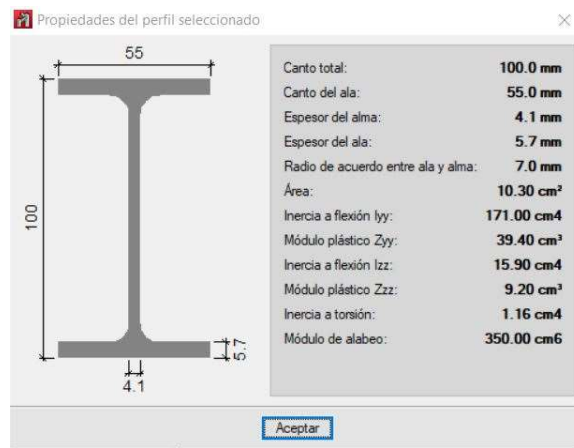 Propiedades del perfil seleccionado
55
100
5.7
4.1
Canto total: 100.0 mm
Canto del ala: 55.0 mm
Espesor del alma: 4.1 mm
Espesor del ala: 5.7 mm
Radio de acuerdo entre ala y alma: 7.0 mm
Área: 10.30 cm²
Inercia a flexión Iyy: 171.00 cm4
Módulo plástico Zyy: 39.40 cm³
Inercia a flexión Izz: 15.90 cm4
Módulo plástico Zzz: 9.20 cm³
Inercia a torsión: 1.16 cm4
Módulo de alabeo: 350.00 cm6
Aceptar